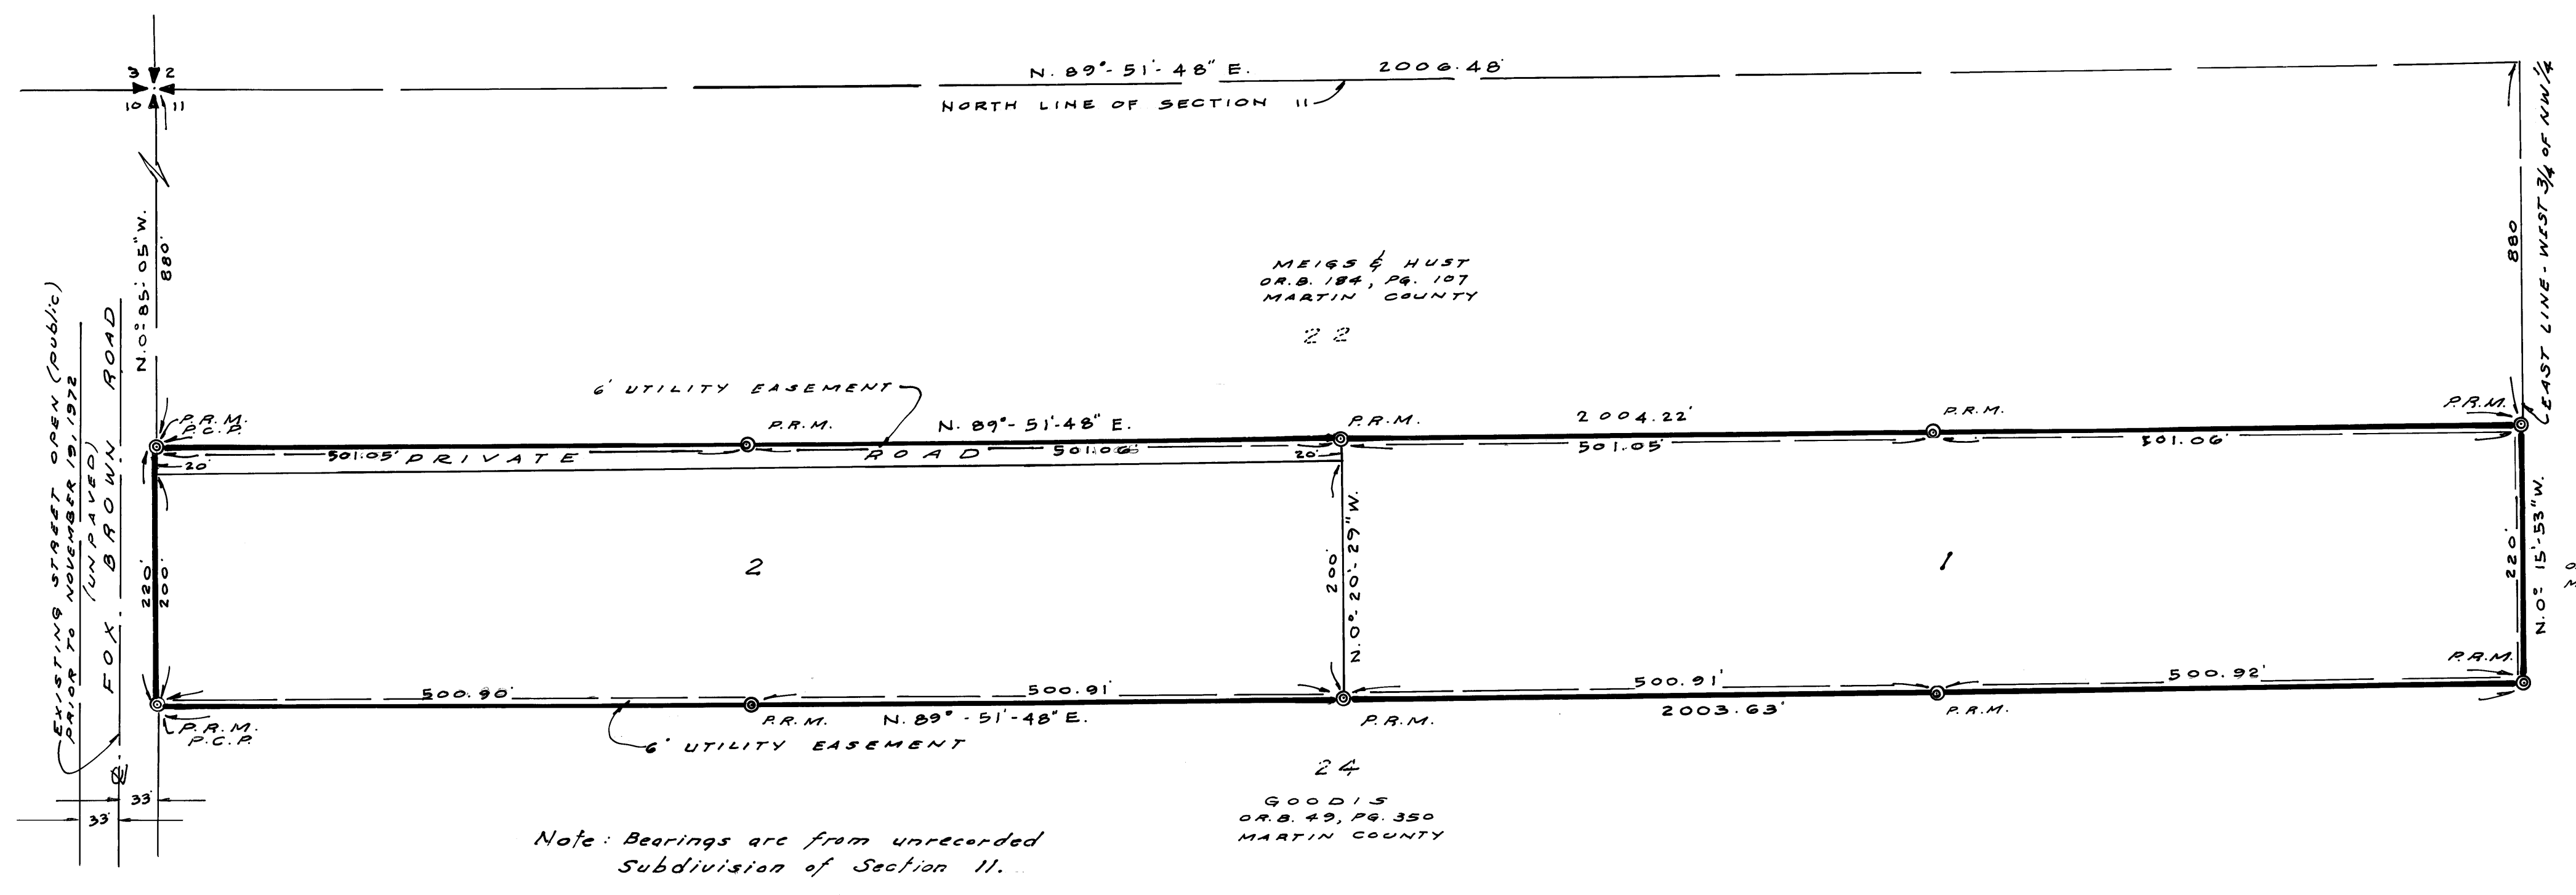 3 2
10 11
N. 89°-51'-48" E. 2006.48'
NORTH LINE OF SECTION 11
N.0°85'05"W.
880'
880
EAST LINE-WEST 3/4 OF NW 1/4
MEIGS & HUST
OR.B. 184, PG. 107
MARTIN COUNTY
22
EXISTING STREET OPEN (public)
PRIOR TO NOVEMBER 19, 1972
(UNPAVED)
FOX BROWN ROAD
6' UTILITY EASEMENT
P.R.M.
P.C.P.
P.R.M.
N. 89°-51'-48" E.
P.R.M.
2004.22'
P.R.M.
P.R.M.
501.05' PRIVATE ROAD 501.06'
501.05'
501.06'
20'
20'
220'
200'
2
200'
N.0°-20'-29"W.
1
220'
N.0° 15'-53"W.
500.90'
500.91'
500.91'
500.92'
P.R.M.
P.R.M.
P.C.P.
P.R.M.
N. 89°-51'-48" E.
P.R.M.
2003.63'
P.R.M.
6' UTILITY EASEMENT
24
GOODIS
OR.B. 49, PG. 350
MARTIN COUNTY
33'
33'
Note: Bearings are from unrecorded
Subdivision of Section 11.